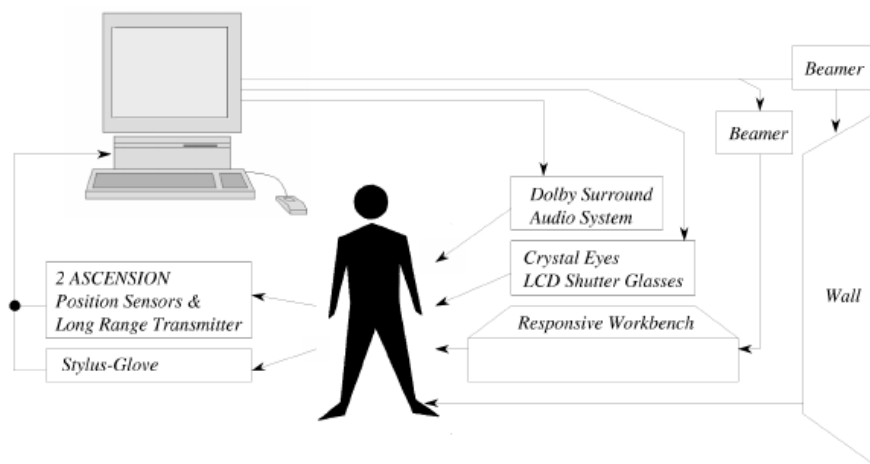 Beamer
Beamer
Dolby Surround
Audio System
Crystal Eyes
LCD Shutter Glasses
2 ASCENSION
Position Sensors &
Long Range Transmitter
Wall
Responsive Workbench
Stylus-Glove